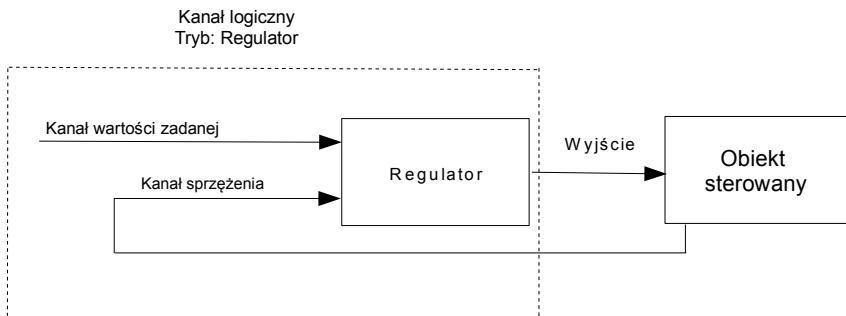 Kanał logiczny
Tryb: Regulator
Kanał wartości zadanej
Kanał sprzężenia
Regulator
Wyjście
Obiekt
sterowany